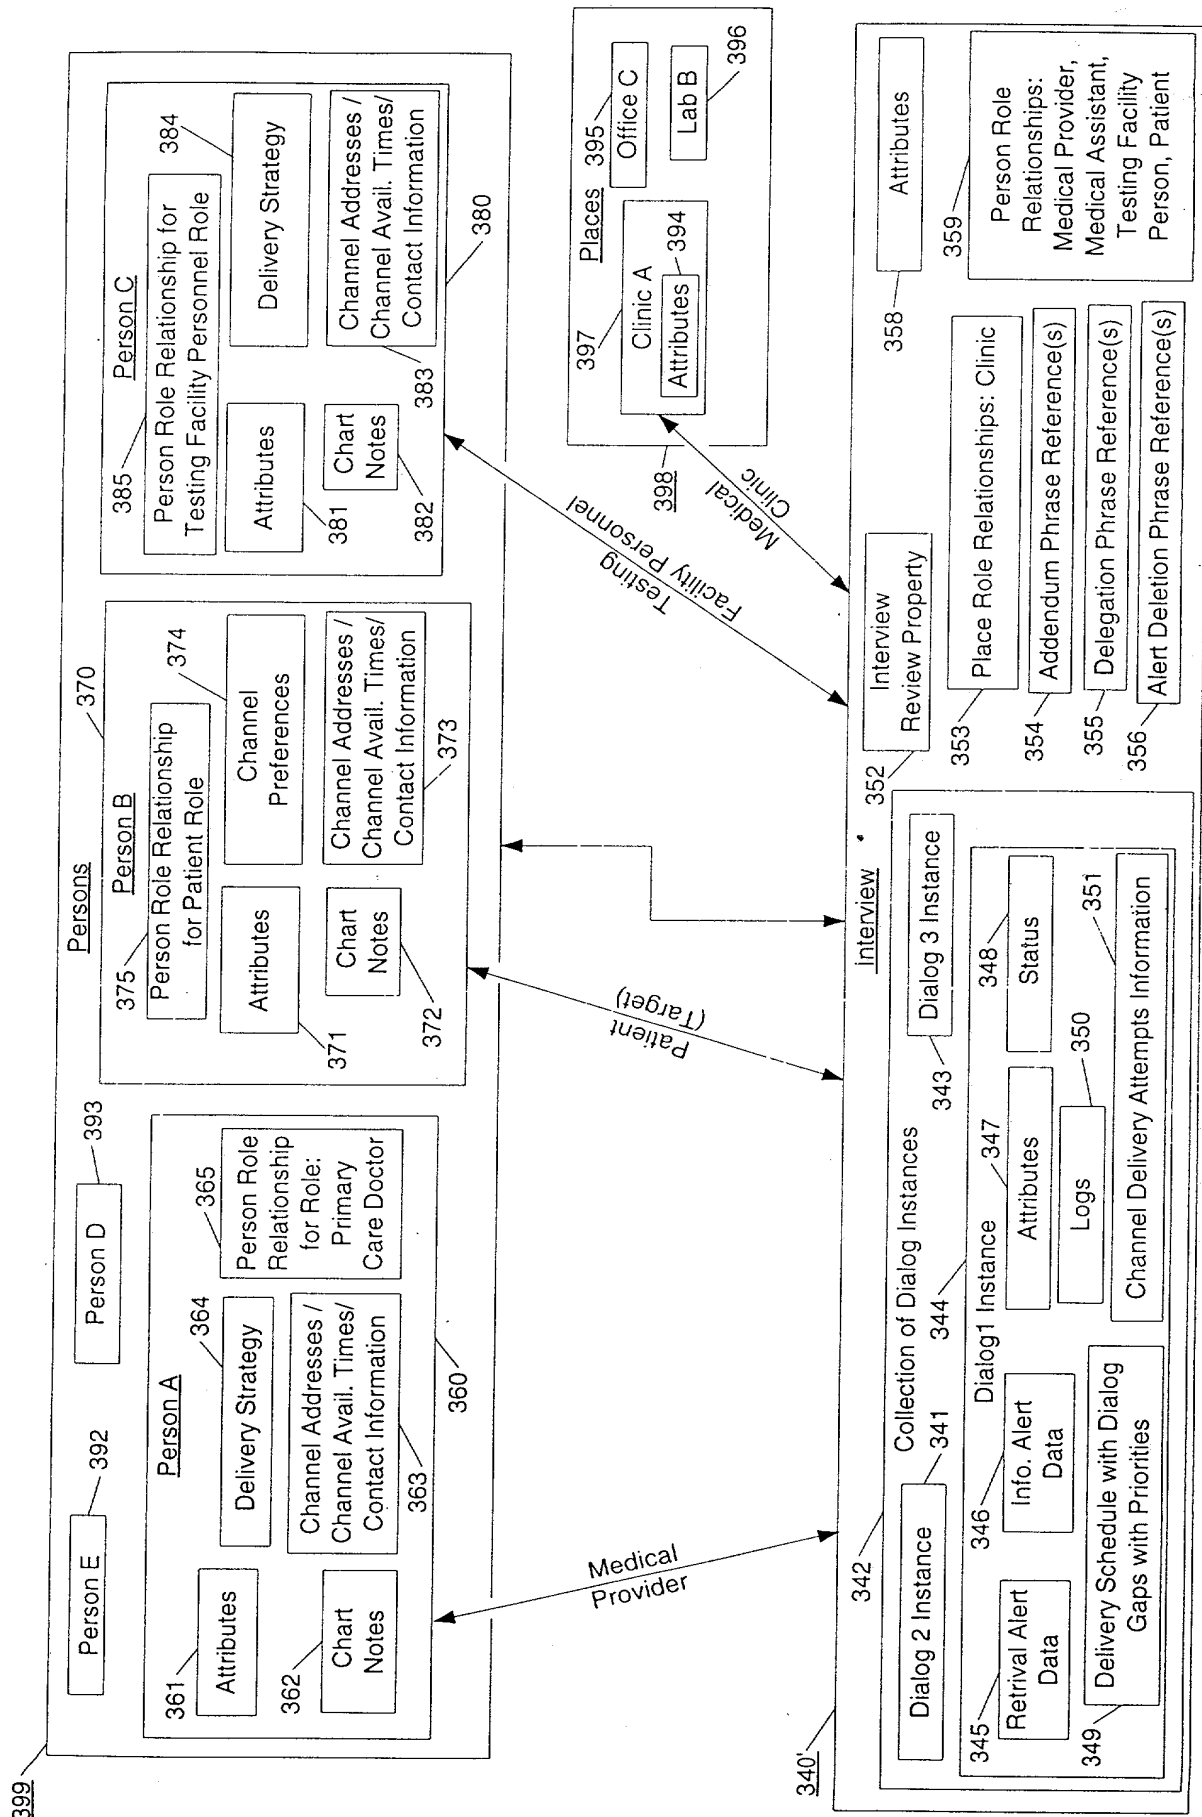 399
Persons
Person E
392
Person D
393
Person A
361
Attributes
362
Chart
Notes
364
Delivery Strategy
Channel Addresses /
Channel Avail. Times/
Contact Information
363
365
Person Role
Relationship
for Role:
Primary
Care Doctor
360
370
Person B
375
Person Role Relationship
for Patient Role
Attributes
371
Chart
Notes
372
374
Channel
Preferences
Channel Addresses /
Channel Avail. Times/
Contact Information
373
Person C
385
Person Role Relationship for
Testing Facility Personnel Role
384
Attributes
381
Chart
Notes
382
Delivery Strategy
Channel Addresses /
Channel Avail. Times/
Contact Information
383
380
Medical
Provider
Patient
(Target)
Testing
Facility Personnel
Medical
Clinic
398
Places
397
Clinic A
Attributes
394
395
Office C
Lab B
396
340'
Interview
342
Collection of Dialog Instances
341
Dialog 2 Instance
343
Dialog 3 Instance
344
Dialog1 Instance
345
Retrival Alert
Data
346
Info. Alert
Data
347
Attributes
348
Status
Logs
350
349
Delivery Schedule with Dialog
Gaps with Priorities
Channel Delivery Attempts Information
351
352
Interview
Review Property
353
Place Role Relationships: Clinic
354
Addendum Phrase Reference(s)
355
Delegation Phrase Reference(s)
356
Alert Deletion Phrase Reference(s)
358
Attributes
359
Person Role
Relationships:
Medical Provider,
Medical Assistant,
Testing Facility
Person, Patient